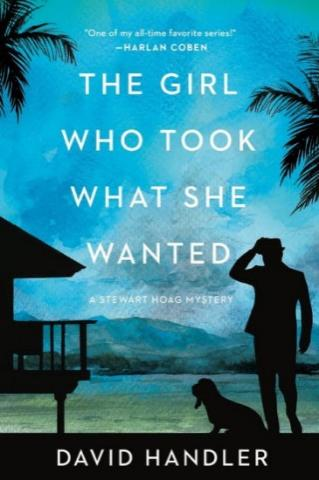 "One of my all-time favorite series!"
—HARLAN COBEN
THE GIRL
WHO TOOK
WHAT SHE
WANTED
A STEWART HOAG MYSTERY
DAVID HANDLER